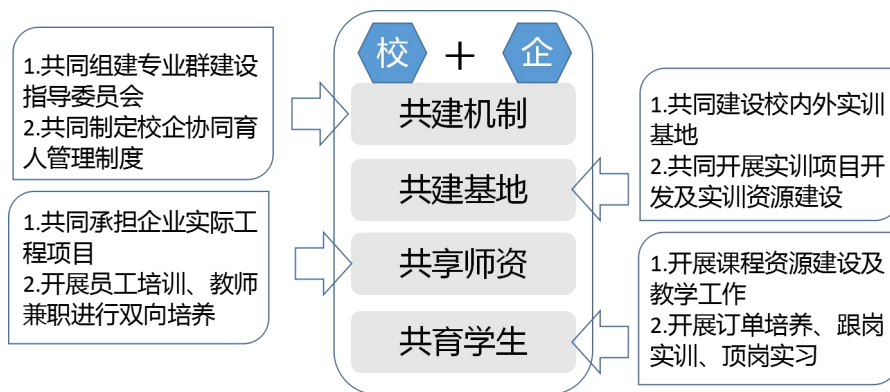 校 + 企
1.共同组建专业群建设
指导委员会
2.共同制定校企协同育
人管理制度
共建机制
1.共同建设校内外实训
基地
2.共同开展实训项目开
发及实训资源建设
共建基地
1.共同承担企业实际工
程项目
2.开展员工培训、教师
兼职进行双向培养
共享师资
1.开展课程资源建设及
教学工作
2.开展订单培养、跟岗
实训、顶岗实习
共育学生